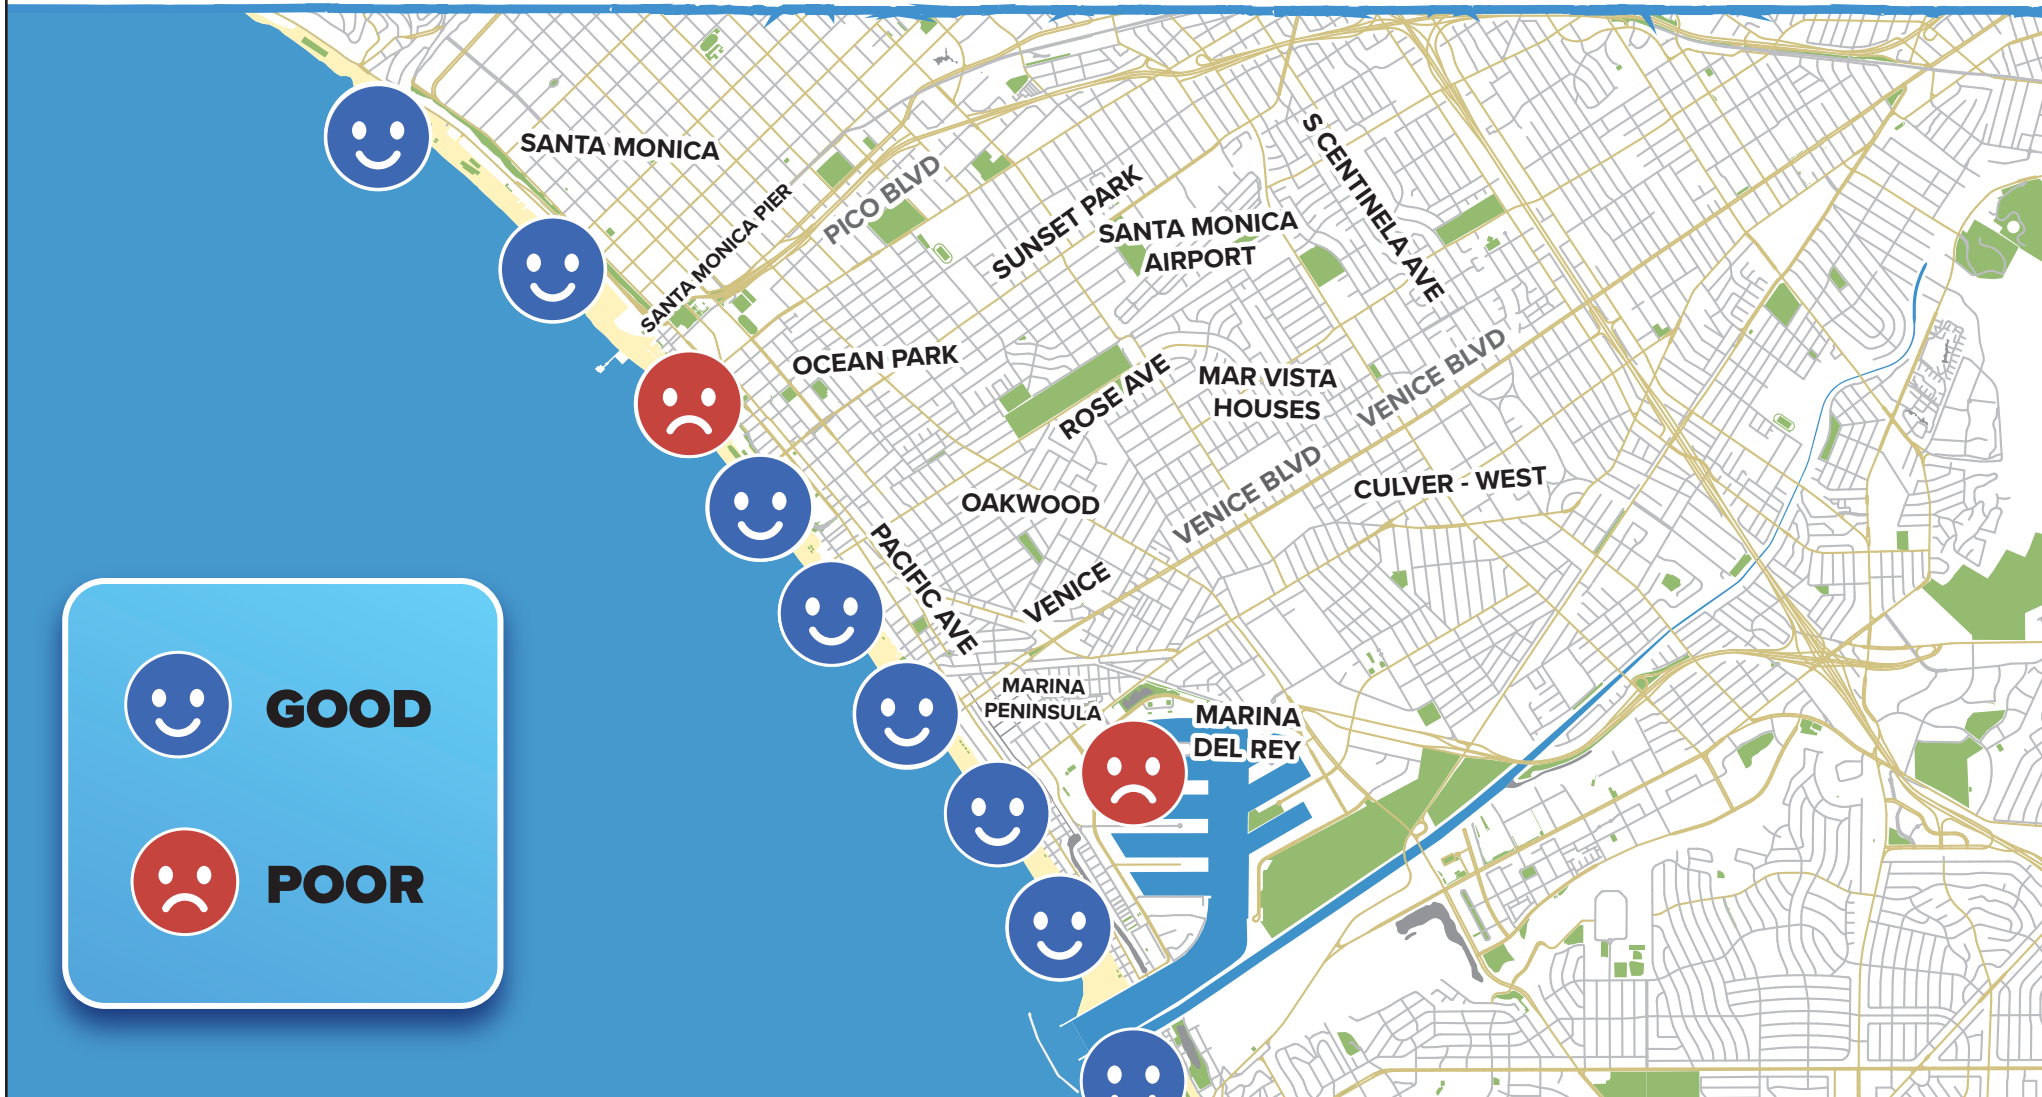 SANTA MONICA
SANTA MONICA PIER
PICO BLVD
SUNSET PARK
SANTA MONICA
AIRPORT
S CENTINELA AVE
OCEAN PARK
ROSE AVE
MAR VISTA
HOUSES
VENICE BLVD
VENICE BLVD
CULVER - WEST
OAKWOOD
PACIFIC AVE
VENICE
MARINA
PENINSULA
MARINA
DEL REY
GOOD
POOR